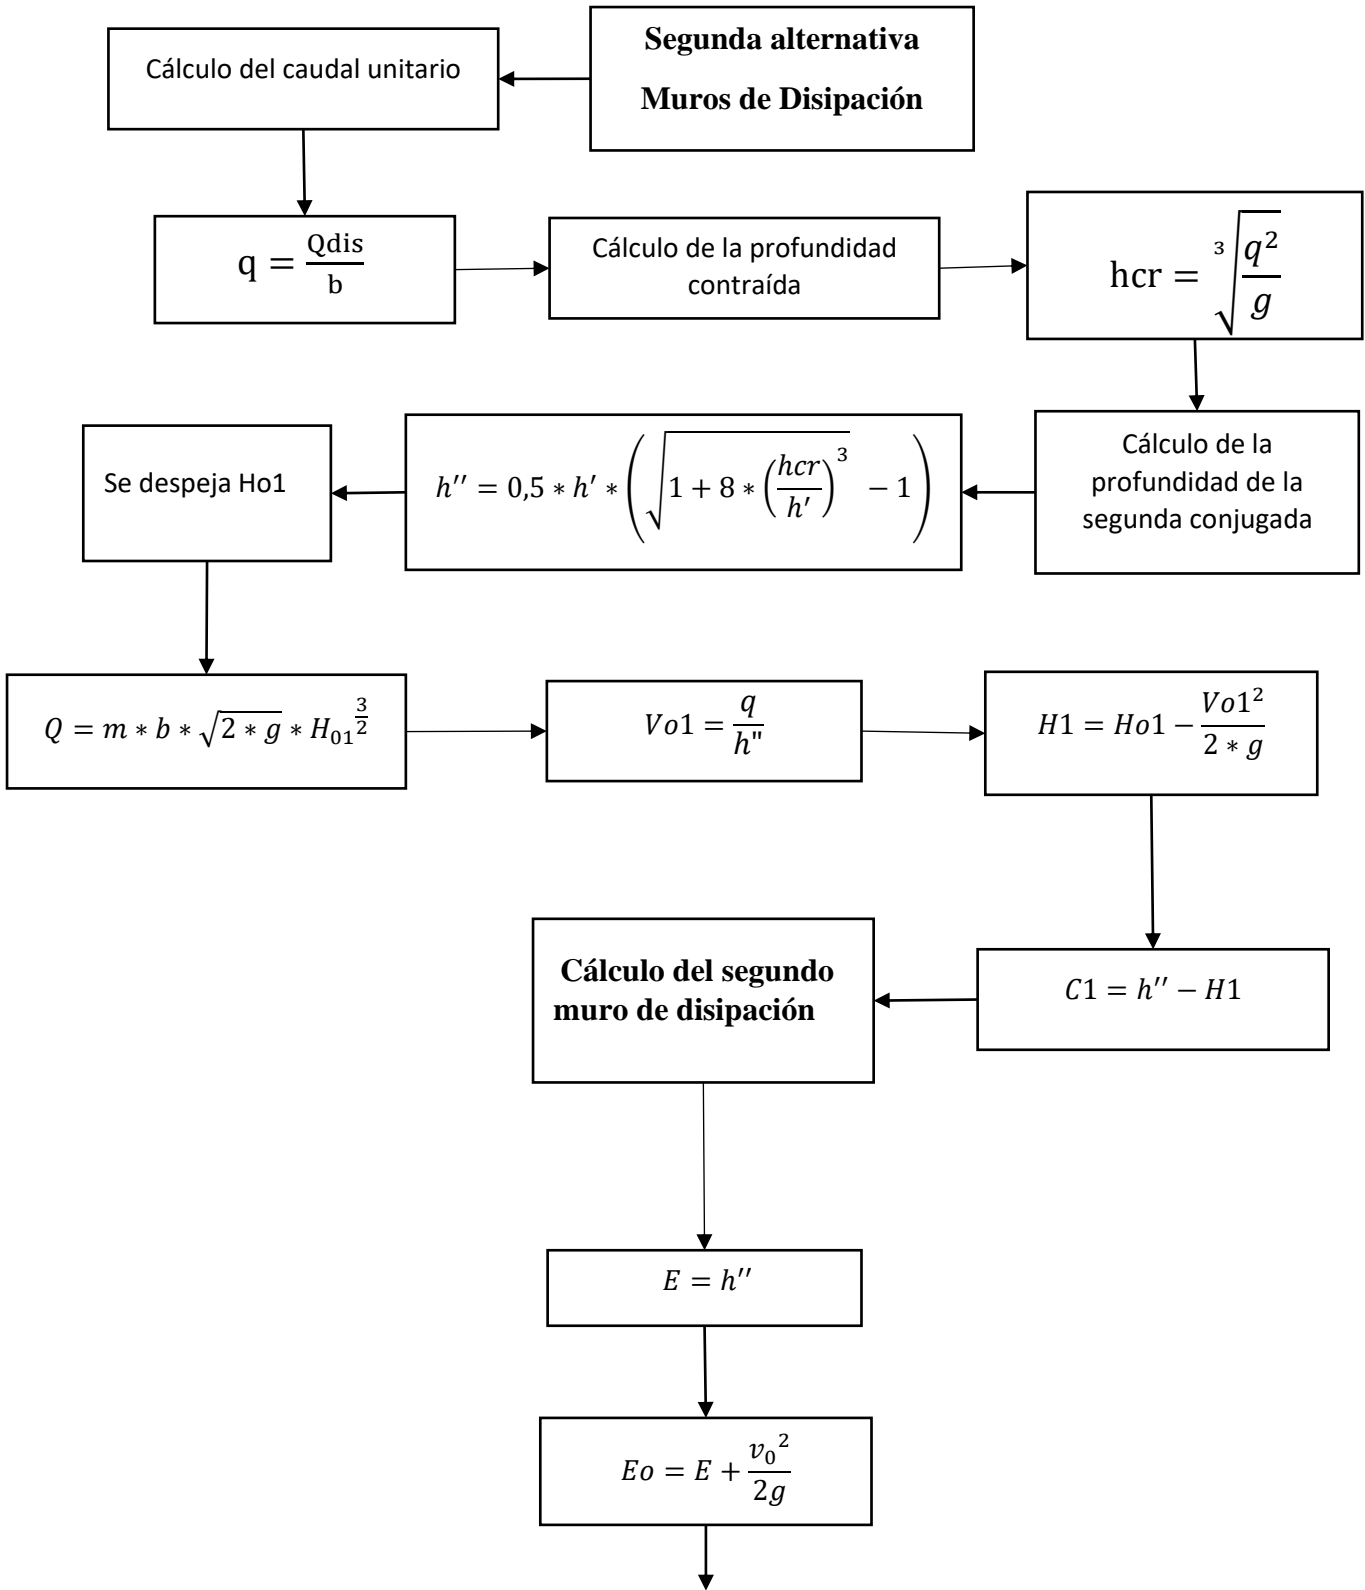 Segunda alternativa
Muros de Disipación
Cálculo del caudal unitario
q = Qdis / b
Cálculo de la profundidad
contraída
hcr = ∛(q² / g)
Cálculo de la
profundidad de la
segunda conjugada
h′′ = 0,5 ∗ h′ ∗ (√(1 + 8 ∗ (hcr / h′)³) − 1)
Se despeja Ho1
Q = m ∗ b ∗ √(2 ∗ g) ∗ H₀₁^(3/2)
Vo1 = q / h"
H1 = Ho1 − Vo1² / (2 ∗ g)
C1 = h′′ − H1
Cálculo del segundo
muro de disipación
E = h′′
Eo = E + v₀² / 2g